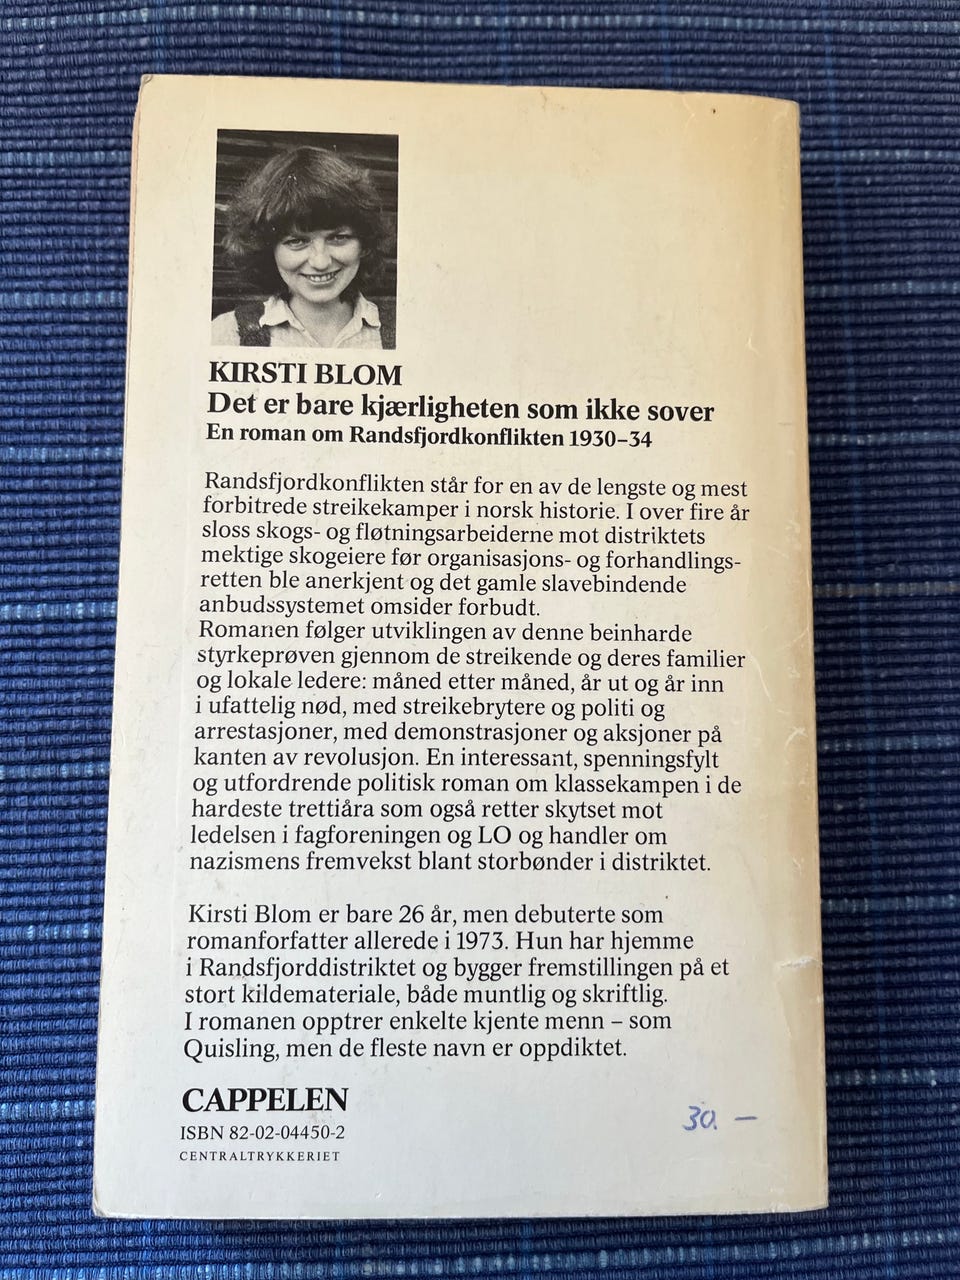 KIRSTI BLOM
Det er bare kjærligheten som ikke sover
En roman om Randsfjordkonflikten 1930–34
Randsfjordkonflikten står for en av de lengste og mest
forbitrede streikekamper i norsk historie. I over fire år
sloss skogs- og fløtningsarbeiderne mot distriktets
mektige skogeiere før organisasjons- og forhandlings-
retten ble anerkjent og det gamle slavebindende
anbudssystemet omsider forbudt.
Romanen følger utviklingen av denne beinharde
styrkeprøven gjennom de streikende og deres familier
og lokale ledere: måned etter måned, år ut og år inn
i ufattelig nød, med streikebrytere og politi og
arrestasjoner, med demonstrasjoner og aksjoner på
kanten av revolusjon. En interessant, spenningsfylt
og utfordrende politisk roman om klassekampen i de
hardeste trettiåra som også retter skytset mot
ledelsen i fagforeningen og LO og handler om
nazismens fremvekst blant storbønder i distriktet.
Kirsti Blom er bare 26 år, men debuterte som
romanforfatter allerede i 1973. Hun har hjemme
i Randsfjorddistriktet og bygger fremstillingen på et
stort kildemateriale, både muntlig og skriftlig.
I romanen opptrer enkelte kjente menn – som
Quisling, men de fleste navn er oppdiktet.
CAPPELEN
ISBN 82-02-04450-2
CENTRALTRYKKERIET
30. —